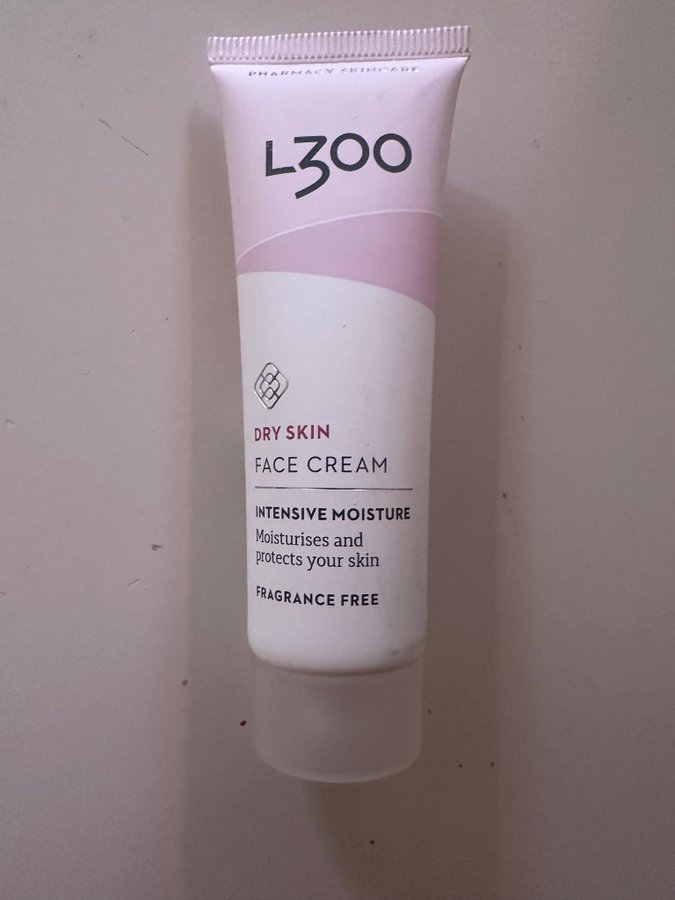 PHARMACY SKINCARE
L300
DRY SKIN
FACE CREAM
INTENSIVE MOISTURE
Moisturises and
protects your skin
FRAGRANCE FREE